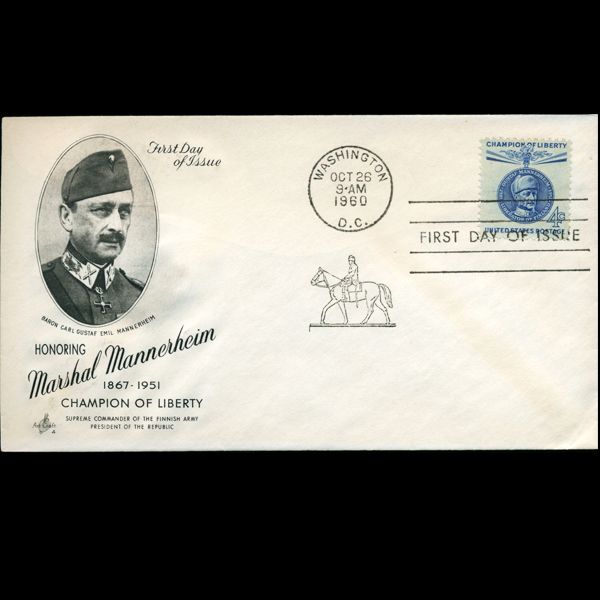 First Day
of Issue
BARON CARL GUSTAF EMIL MANNERHEIM
HONORING
Marshal Mannerheim
1867-1951
CHAMPION OF LIBERTY
SUPREME COMMANDER OF THE FINNISH ARMY
PRESIDENT OF THE REPUBLIC
Art Craft
WASHINGTON
OCT 26
9-AM
1960
D.C.
CHAMPION OF LIBERTY
4¢
UNITED STATES POSTAGE
FIRST DAY OF ISSUE